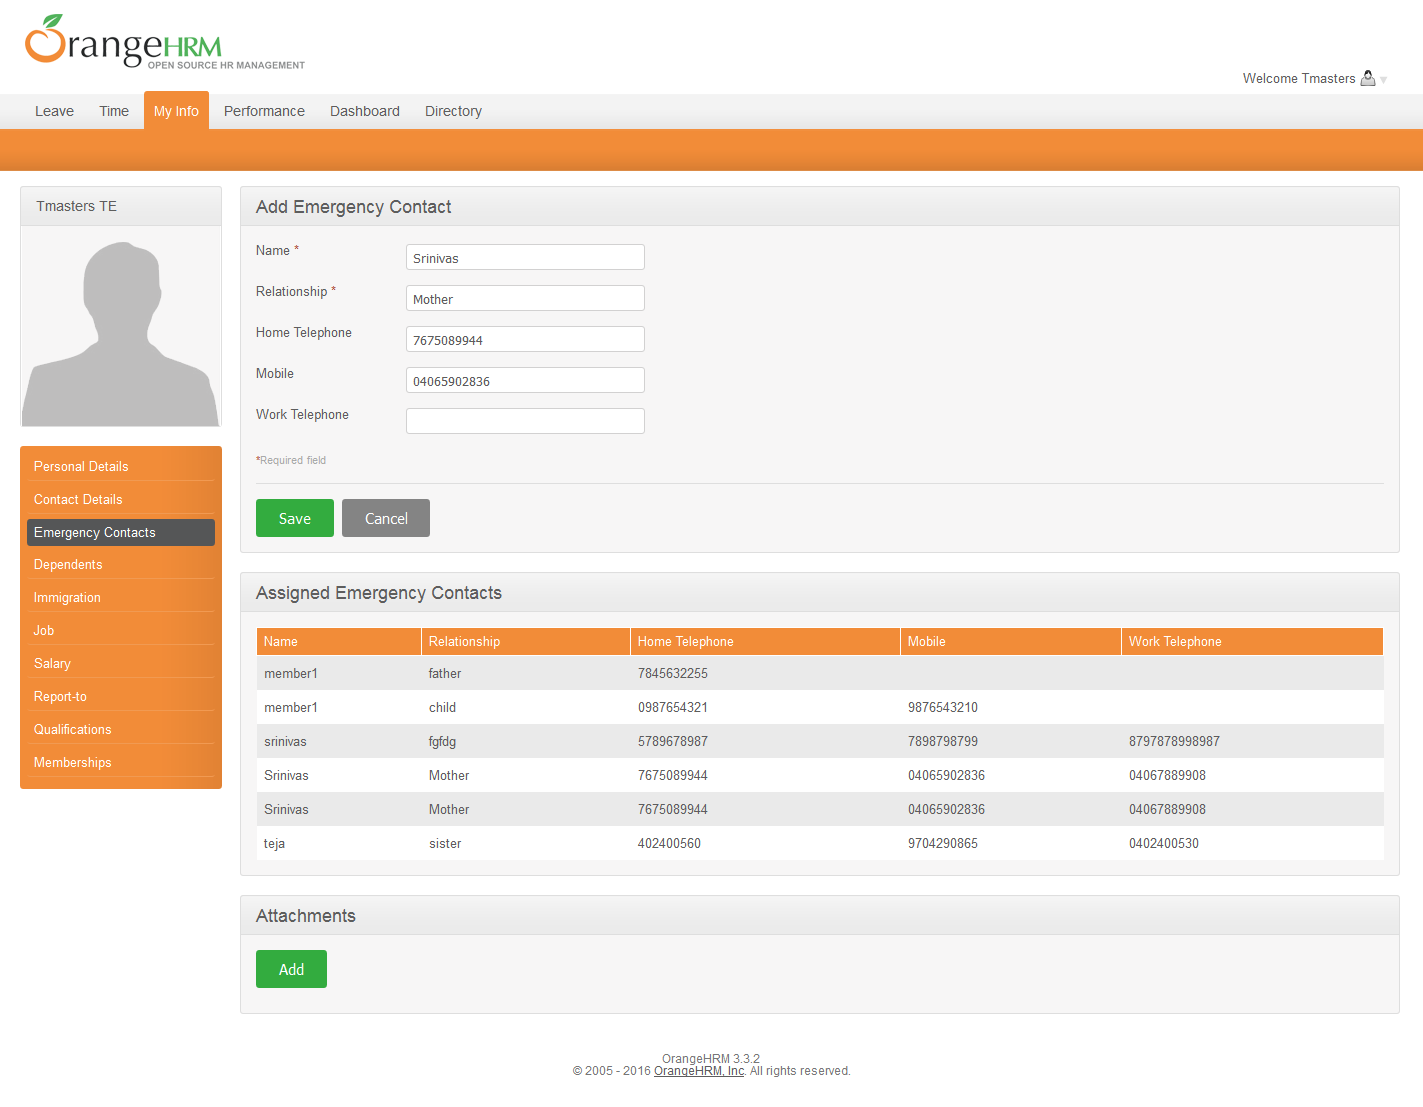 OrangeHRM
OPEN SOURCE HR MANAGEMENT
Welcome Tmasters
Leave Time My Info Performance Dashboard Directory
Tmasters TE
Personal Details
Contact Details
Emergency Contacts
Dependents
Immigration
Job
Salary
Report-to
Qualifications
Memberships
Add Emergency Contact
Name * Srinivas
Relationship * Mother
Home Telephone 7675089944
Mobile 04065902836
Work Telephone
*Required field
Save Cancel
Assigned Emergency Contacts
Name Relationship Home Telephone Mobile Work Telephone
member1 father 7845632255
member1 child 0987654321 9876543210
srinivas fgfdg 5789678987 7898798799 8797878998987
Srinivas Mother 7675089944 04065902836 04067889908
Srinivas Mother 7675089944 04065902836 04067889908
teja sister 402400560 9704290865 0402400530
Attachments
Add
OrangeHRM 3.3.2
© 2005 - 2016 OrangeHRM, Inc. All rights reserved.